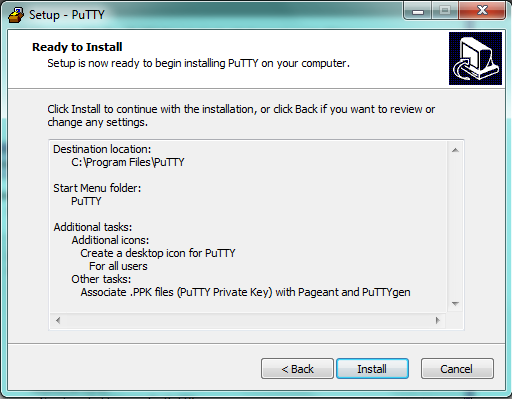 Setup - PuTTY
Ready to Install
Setup is now ready to begin installing PuTTY on your computer.
Click Install to continue with the installation, or click Back if you want to review or
change any settings.
Destination location:
C:\Program Files\PuTTY
Start Menu folder:
PuTTY
Additional tasks:
Additional icons:
Create a desktop icon for PuTTY
For all users
Other tasks:
Associate .PPK files (PuTTY Private Key) with Pageant and PuTTYgen
< Back
Install
Cancel